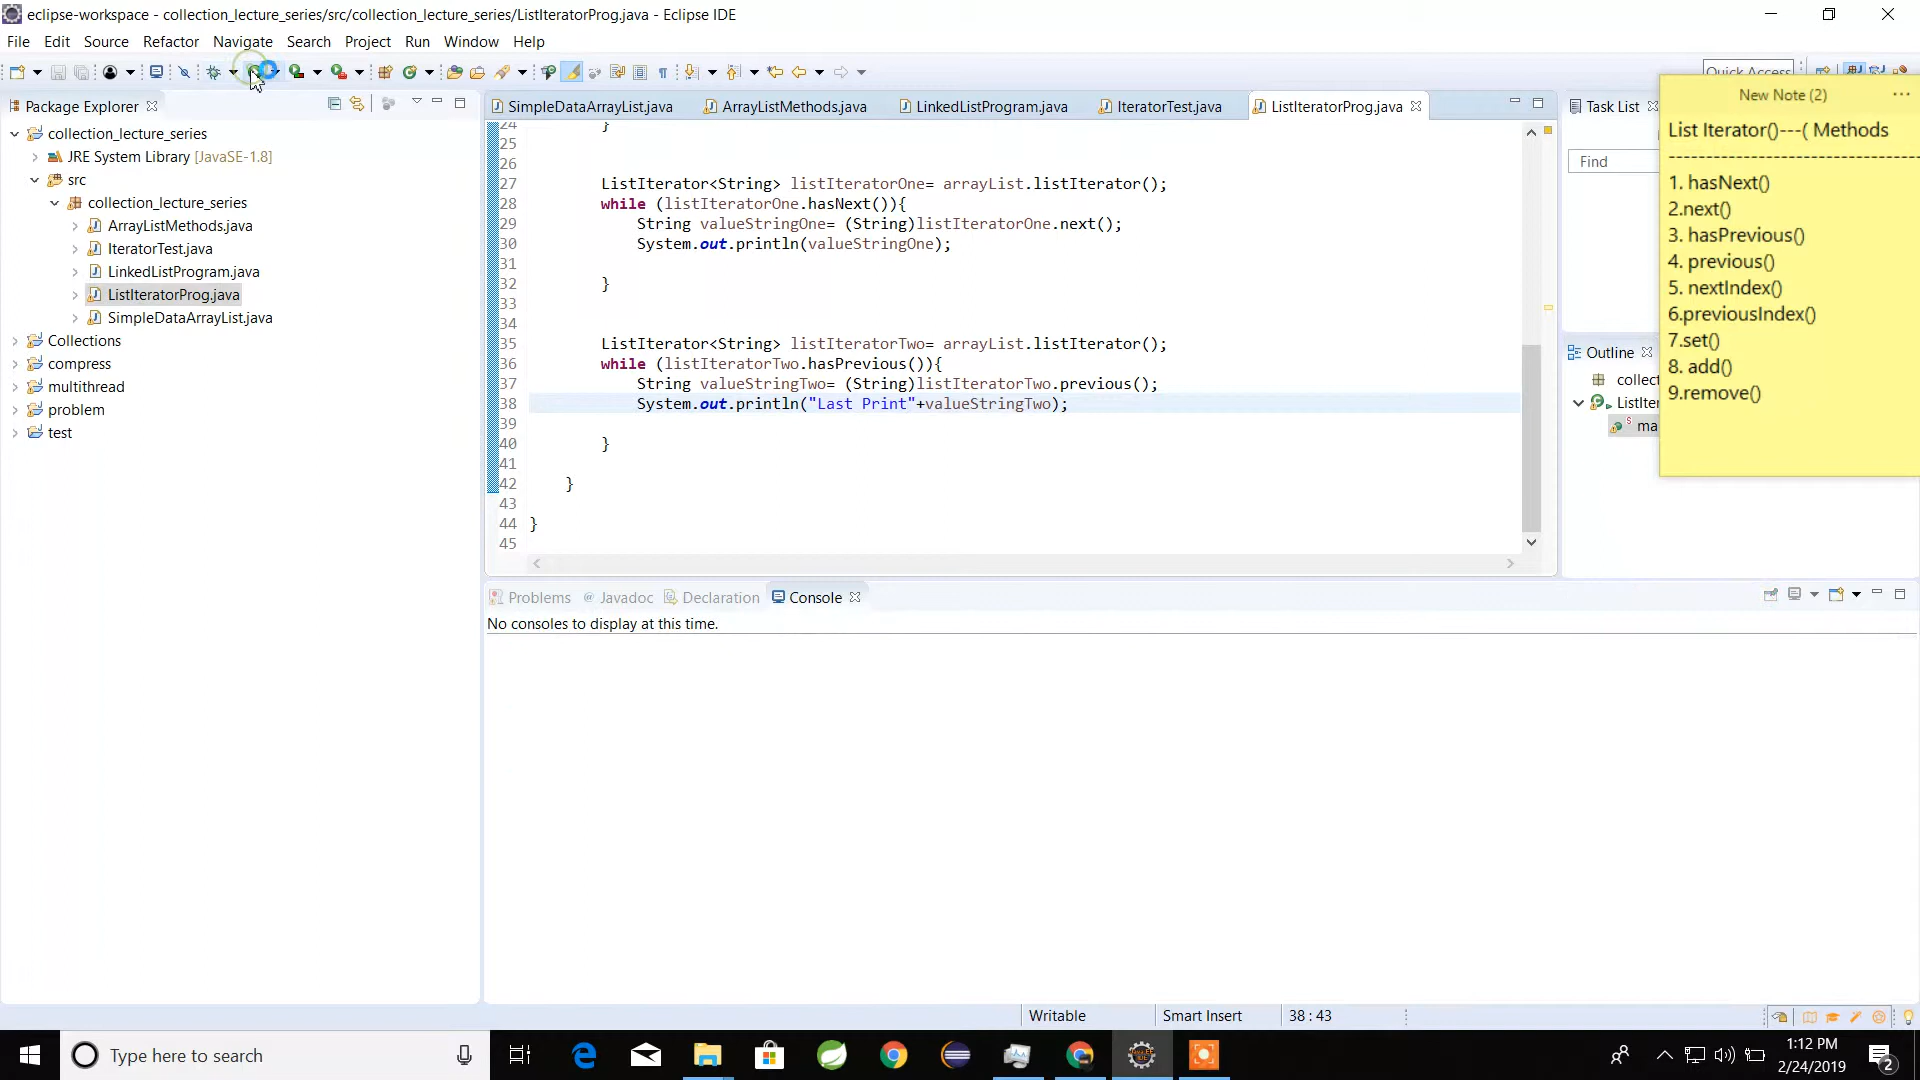 eclipse-workspace - collection_lecture_series/src/collection_lecture_series/ListIteratorProg.java - Eclipse IDE
File Edit Source Refactor Navigate Search Project Run Window Help
Quick Access
Package Explorer
collection_lecture_series
JRE System Library [JavaSE-1.8]
src
collection_lecture_series
ArrayListMethods.java
IteratorTest.java
LinkedListProgram.java
ListIteratorProg.java
SimpleDataArrayList.java
Collections
compress
multithread
problem
test
SimpleDataArrayList.java ArrayListMethods.java LinkedListProgram.java IteratorTest.java ListIteratorProg.java
24 }
25
26
27 ListIterator<String> listIteratorOne= arrayList.listIterator();
28 while (listIteratorOne.hasNext()){
29 String valueStringOne= (String)listIteratorOne.next();
30 System.out.println(valueStringOne);
31
32 }
33
34
35 ListIterator<String> listIteratorTwo= arrayList.listIterator();
36 while (listIteratorTwo.hasPrevious()){
37 String valueStringTwo= (String)listIteratorTwo.previous();
38 System.out.println("Last Print"+valueStringTwo);
39
40 }
41
42 }
43
44 }
45
Task List
Find
Outline
collect
ListIter
ma
New Note (2)
List Iterator()---( Methods
----------------------------------
1. hasNext()
2.next()
3. hasPrevious()
4. previous()
5. nextIndex()
6.previousIndex()
7.set()
8. add()
9.remove()
Problems @ Javadoc Declaration Console
No consoles to display at this time.
Writable Smart Insert 38 : 43
Type here to search
1:12 PM
2/24/2019
2